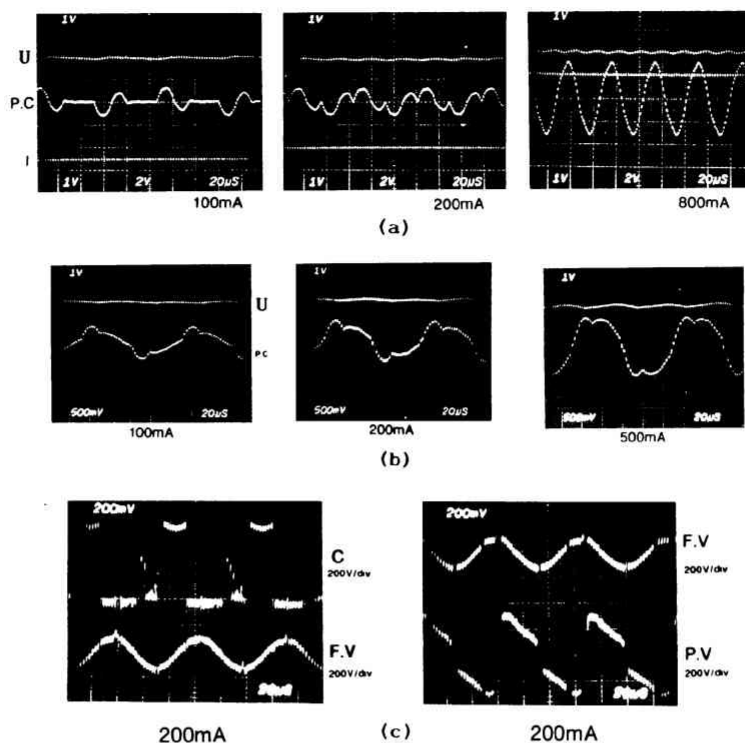 1V 1V 1V
U
P.C
I
1V 2V 20µS 1V 2V 20µS 1V 2V 20µS
100mA 200mA 800mA
(a)
1V 1V 1V
U
P.C
500mV 20µS 500mV 20µS 500mV 20µS
100mA 200mA 500mA
(b)
200mV 200mV
C F.V
200V/div 200V/div
F.V P.V
200V/div 200V/div
200mA (c) 200mA